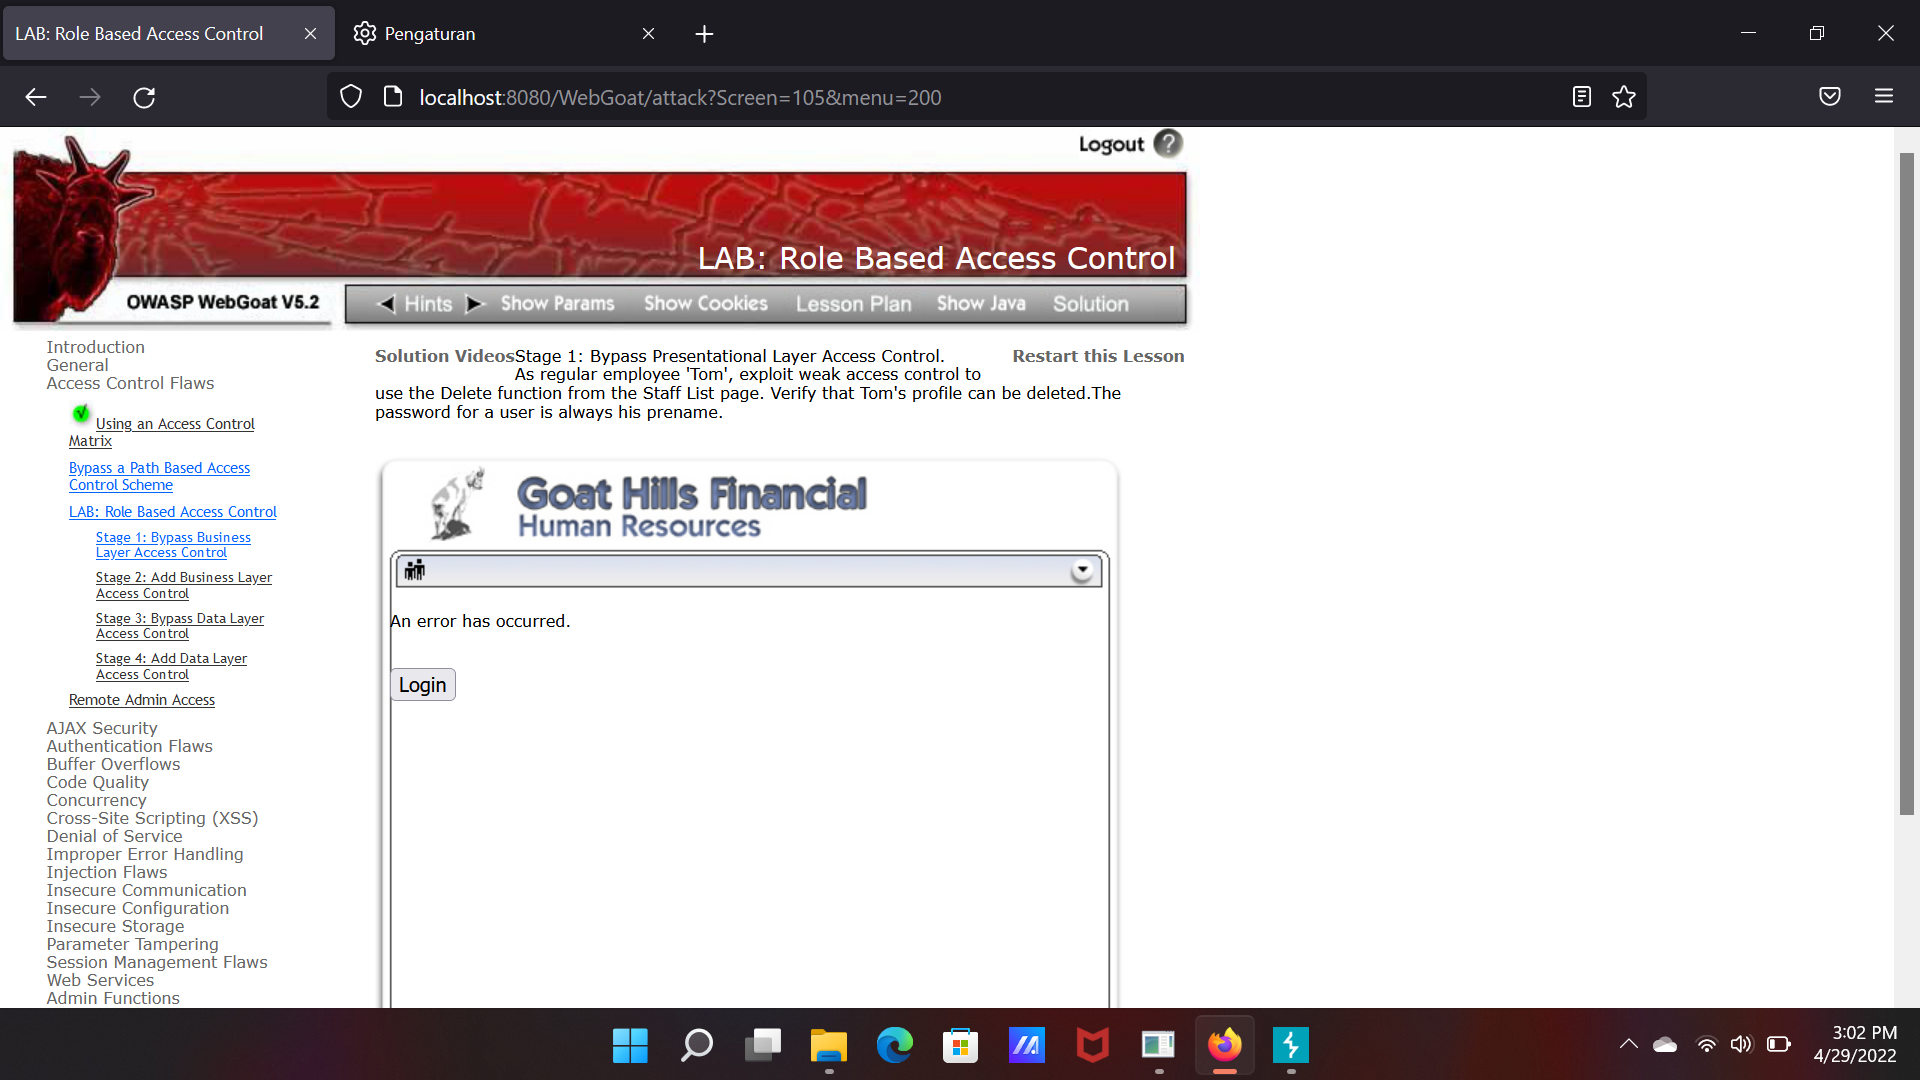 LAB: Role Based Access Control
Pengaturan
localhost:8080/WebGoat/attack?Screen=105&menu=200
Logout ?
LAB: Role Based Access Control
OWASP WebGoat V5.2
Hints
Show Params
Show Cookies
Lesson Plan
Show Java
Solution
Introduction
General
Access Control Flaws
Using an Access Control
Matrix
Bypass a Path Based Access
Control Scheme
LAB: Role Based Access Control
Stage 1: Bypass Business
Layer Access Control
Stage 2: Add Business Layer
Access Control
Stage 3: Bypass Data Layer
Access Control
Stage 4: Add Data Layer
Access Control
Remote Admin Access
AJAX Security
Authentication Flaws
Buffer Overflows
Code Quality
Concurrency
Cross-Site Scripting (XSS)
Denial of Service
Improper Error Handling
Injection Flaws
Insecure Communication
Insecure Configuration
Insecure Storage
Parameter Tampering
Session Management Flaws
Web Services
Admin Functions
Solution Videos Stage 1: Bypass Presentational Layer Access Control.
Restart this Lesson
As regular employee 'Tom', exploit weak access control to
use the Delete function from the Staff List page. Verify that Tom's profile can be deleted.The
password for a user is always his prename.
Goat Hills Financial
Human Resources
An error has occurred.
Login
3:02 PM
4/29/2022